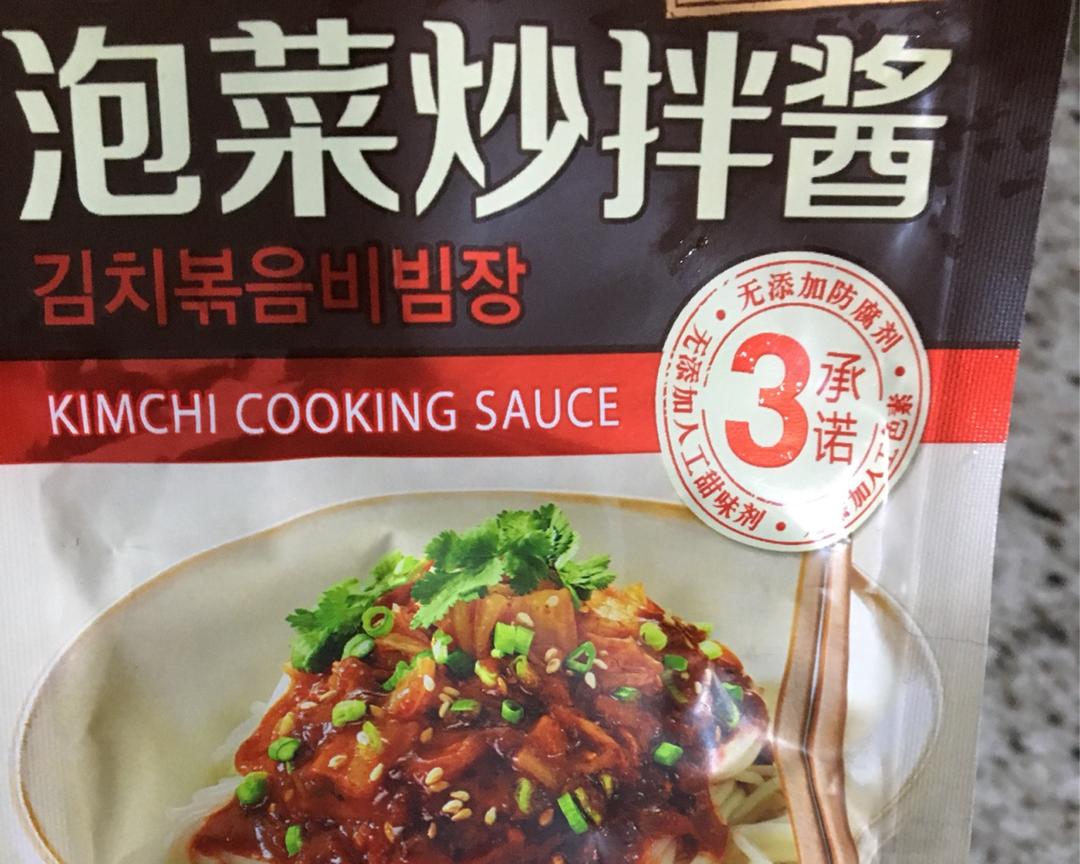 泡菜炒拌酱
김치볶음비빔장
KIMCHI COOKING SAUCE
无添加防腐剂
3
承诺
无添加人工甜味剂